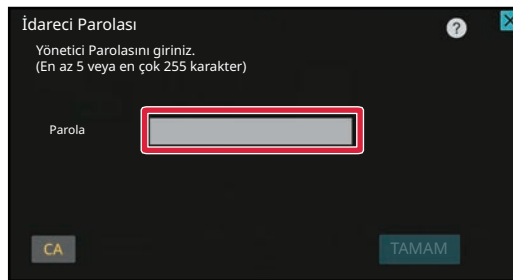 İdareci Parolası
?
Yönetici Parolasını giriniz.
(En az 5 veya en çok 255 karakter)
Parola
CA
TAMAM